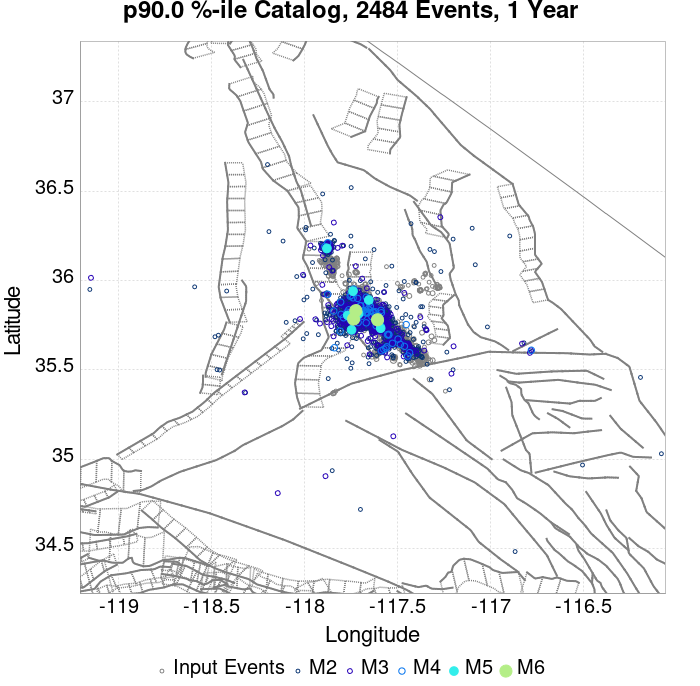 p90.0 %-ile Catalog, 2484 Events, 1 Year
37
36.5
36
35.5
35
34.5
Latitude
-119 -118.5 -118 -117.5 -117 -116.5
Longitude
Input Events M2 M3 M4 M5 M6